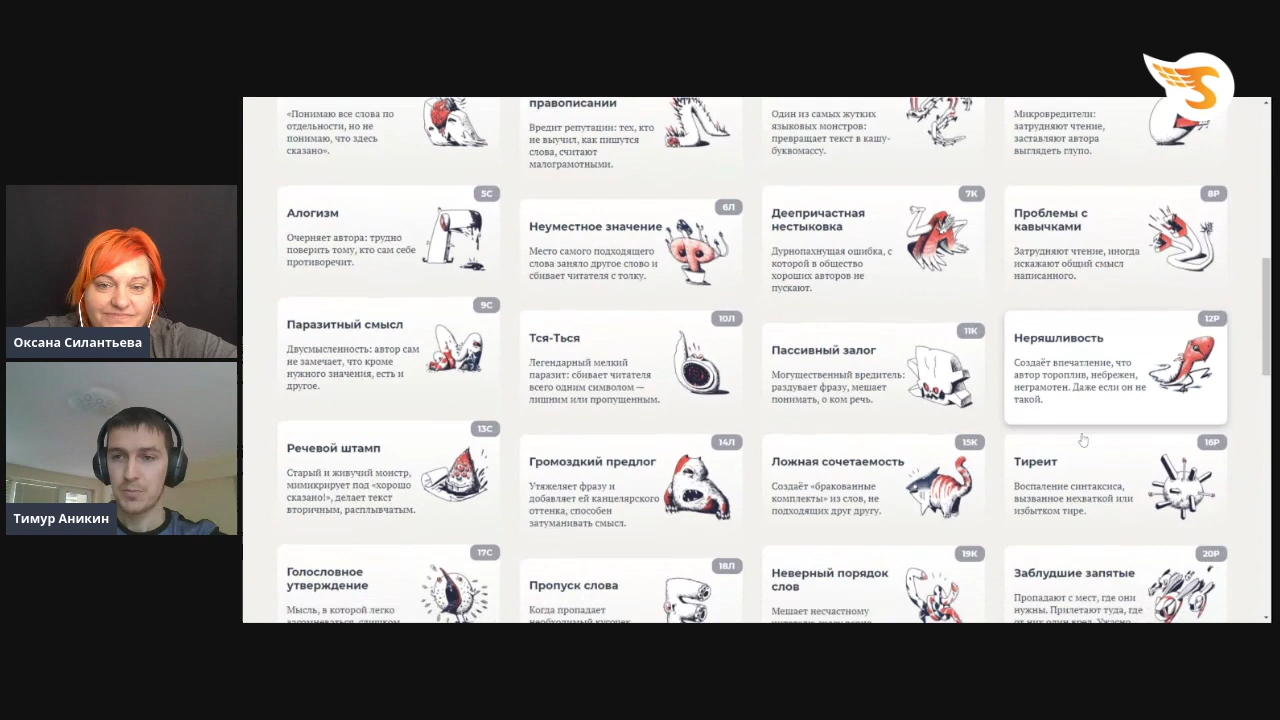 Оксана Силантьева
Тимур Аникин
«Понимаю все слова по
отдельности, но не
понимаю, что здесь
сказано».
правописании
Вредит репутации: тех, кто
не выучил, как пишутся
слова, считают
малограмотными.
Один из самых жутких
языковых монстров:
превращает текст в кашу-
буквомассу.
Микровредители:
затрудняют чтение,
заставляют автора
выглядеть глупо.
5С
Алогизм
Очерняет автора: трудно
поверить тому, кто сам себе
противоречит.
6Л
Неуместное значение
Место самого подходящего
слова заняло другое слово и
сбивает читателя с толку.
7К
Деепричастная
нестыковка
Дурнопахнущая ошибка, с
которой в общество
хороших авторов не
пускают.
8Р
Проблемы с
кавычками
Затрудняют чтение, иногда
искажают общий смысл
написанного.
9С
Паразитный смысл
Двусмысленность: автор сам
не замечает, что кроме
нужного значения, есть и
другое.
10Л
Тся-Ться
Легендарный мелкий
паразит: сбивает читателя
всего одним символом —
лишним или пропущенным.
11К
Пассивный залог
Могущественный вредитель:
раздувает фразу, мешает
понимать, о ком речь.
12Р
Неряшливость
Создаёт впечатление, что
автор тороплив, небрежен,
неграмотен. Даже если он не
такой.
13С
Речевой штамп
Старый и живучий монстр,
мимикрирует под «хорошо
сказано!», делает текст
вторичным, расплывчатым.
14Л
Громоздкий предлог
Утяжеляет фразу и
добавляет ей канцелярского
оттенка, способен
затуманивать смысл.
15К
Ложная сочетаемость
Создаёт «бракованные
комплекты» из слов, не
подходящих друг другу.
16Р
Тиреит
Воспаление синтаксиса,
вызванное нехваткой или
избытком тире.
17С
Голословное
утверждение
Мысль, в которой легко
18Л
Пропуск слова
Когда пропадает
необходимый кусочек
19К
Неверный порядок
слов
Мешает несчастному
20Р
Заблудшие запятые
Пропадают с мест, где они
нужны. Прилетают туда, где